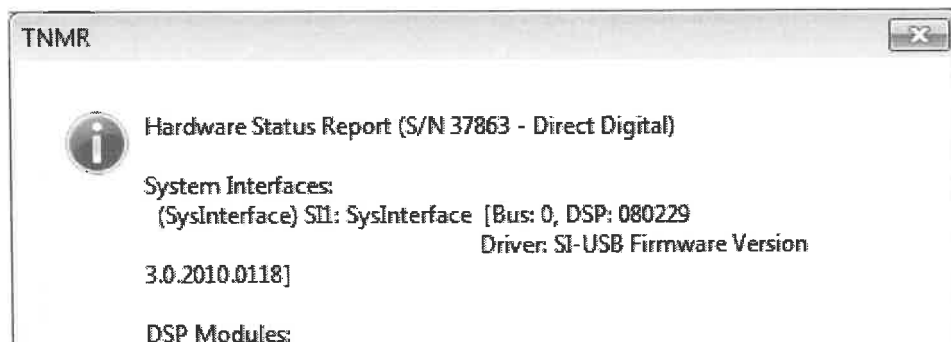 TNMR
Hardware Status Report (S/N 37863 - Direct Digital)
System Interfaces:
(SysInterface) SI1: SysInterface [Bus: 0, DSP: 080229
Driver: SI-USB Firmware Version
3.0.2010.0118]
DSP Modules: